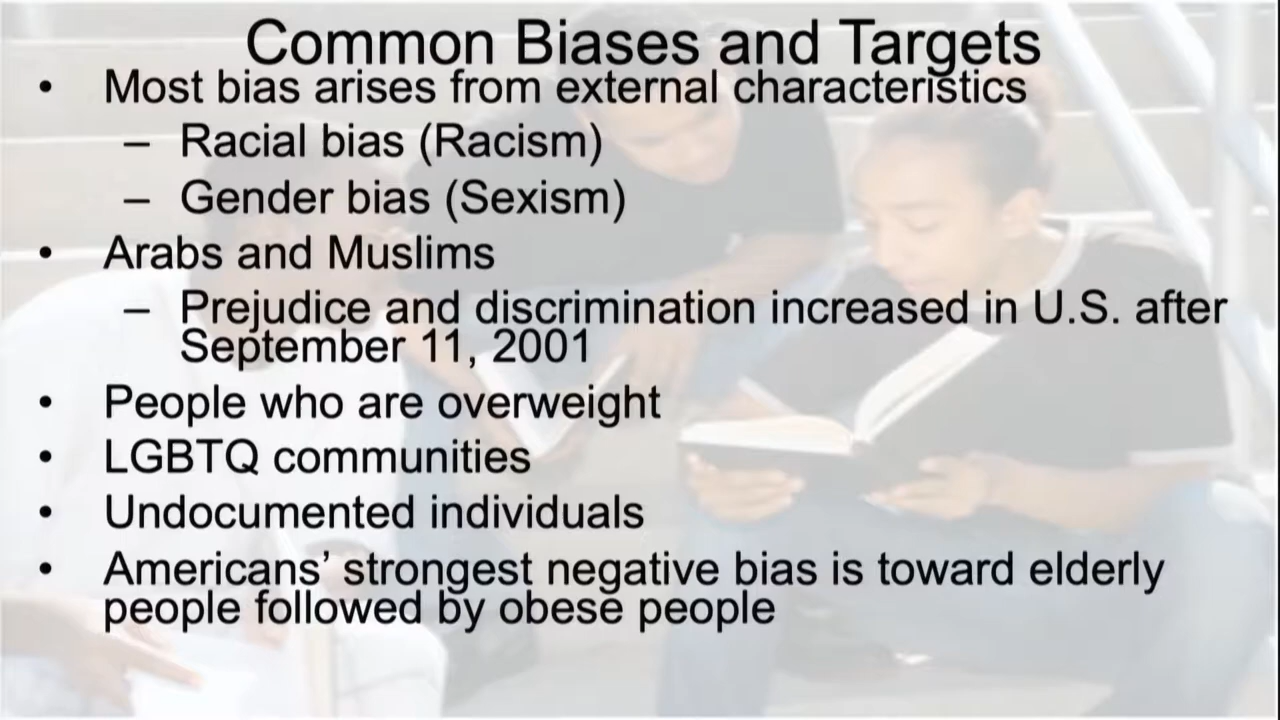 Common Biases and Targets
• Most bias arises from external characteristics
– Racial bias (Racism)
– Gender bias (Sexism)
• Arabs and Muslims
– Prejudice and discrimination increased in U.S. after
September 11, 2001
• People who are overweight
• LGBTQ communities
• Undocumented individuals
• Americans’ strongest negative bias is toward elderly
people followed by obese people